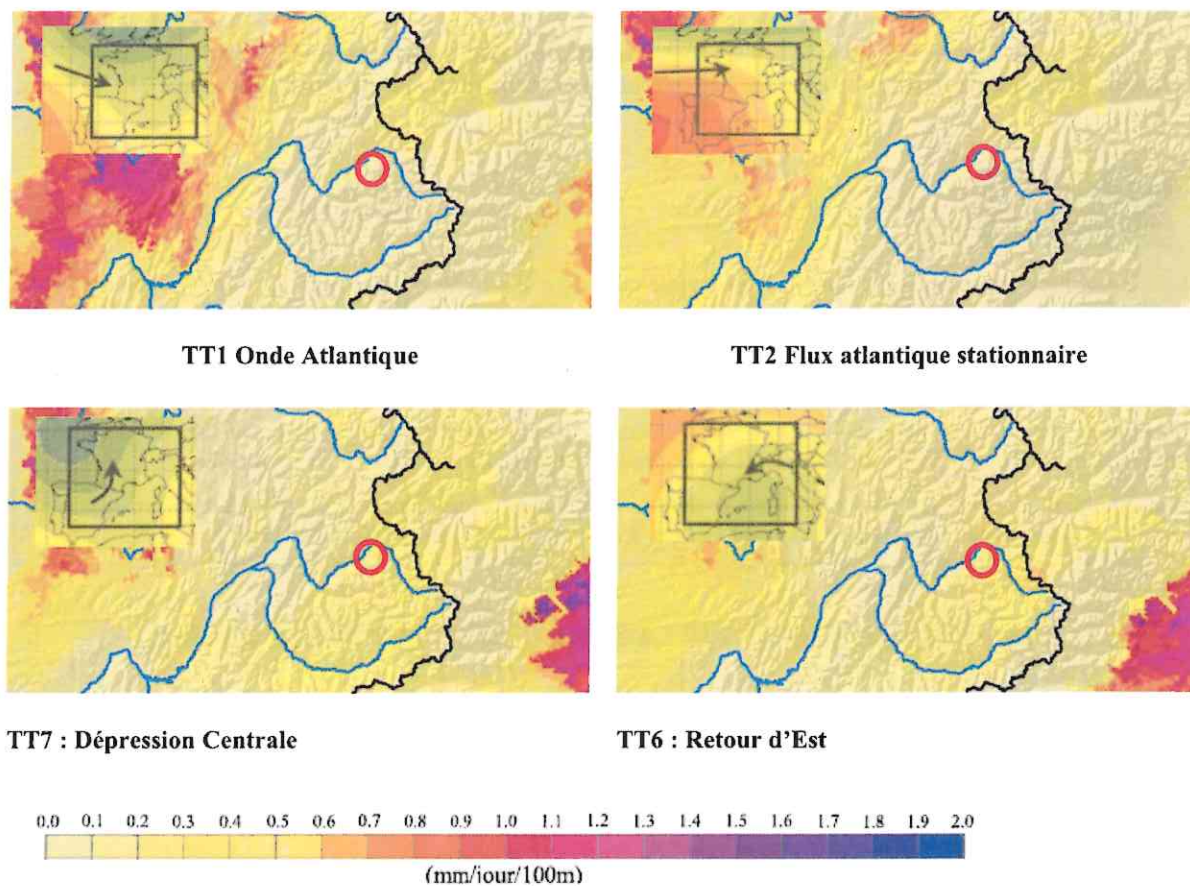 TT1 Onde Atlantique
TT2 Flux atlantique stationnaire
TT7 : Dépression Centrale
TT6 : Retour d'Est
0.0 0.1 0.2 0.3 0.4 0.5 0.6 0.7 0.8 0.9 1.0 1.1 1.2 1.3 1.4 1.5 1.6 1.7 1.8 1.9 2.0
(mm/jour/100m)